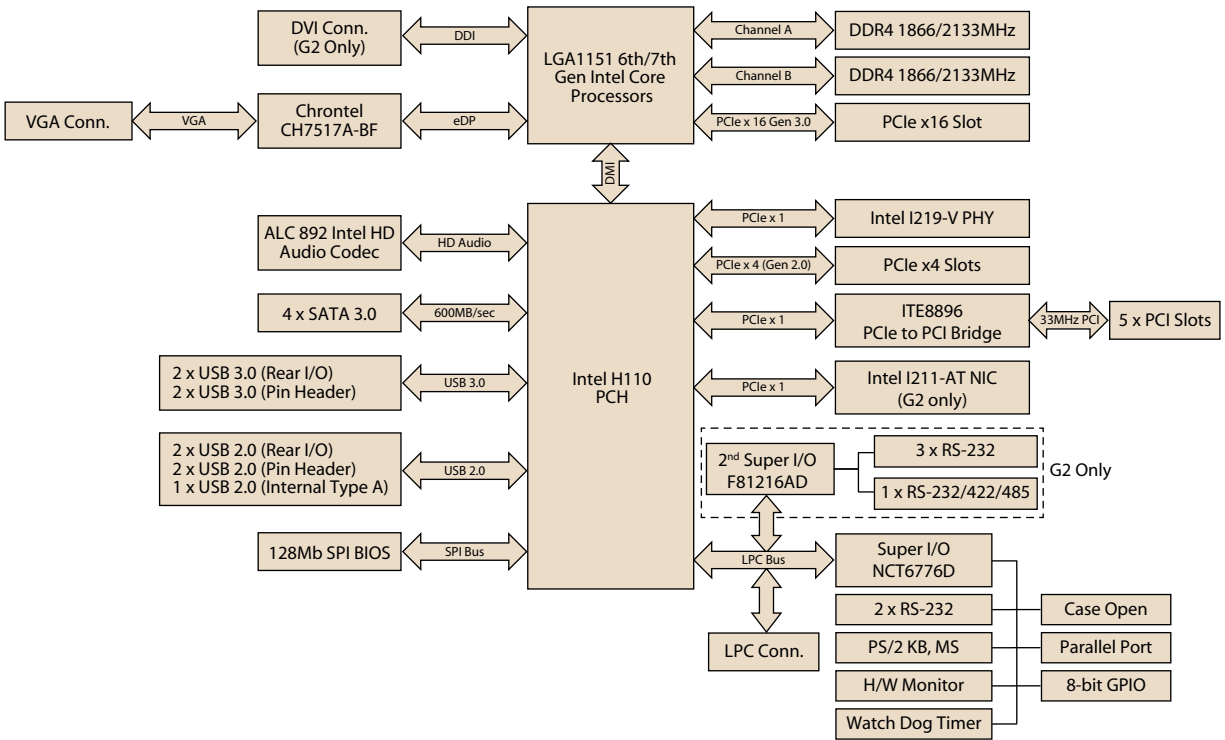 DVI Conn.
(G2 Only)
DDI
LGA1151 6th/7th
Gen Intel Core
Processors
Channel A
DDR4 1866/2133MHz
Channel B
DDR4 1866/2133MHz
VGA Conn.
VGA
Chrontel
CH7517A-BF
eDP
PCIe x 16 Gen 3.0
PCIe x16 Slot
DMI
ALC 892 Intel HD
Audio Codec
HD Audio
4 x SATA 3.0
600MB/sec
2 x USB 3.0 (Rear I/O)
2 x USB 3.0 (Pin Header)
USB 3.0
2 x USB 2.0 (Rear I/O)
2 x USB 2.0 (Pin Header)
1 x USB 2.0 (Internal Type A)
USB 2.0
128Mb SPI BIOS
SPI Bus
Intel H110
PCH
PCIe x 1
Intel I219-V PHY
PCIe x 4 (Gen 2.0)
PCIe x4 Slots
PCIe x 1
ITE8896
PCIe to PCI Bridge
33MHz PCI
5 x PCI Slots
PCIe x 1
Intel I211-AT NIC
(G2 only)
2nd Super I/O
F81216AD
3 x RS-232
1 x RS-232/422/485
G2 Only
LPC Bus
Super I/O
NCT6776D
LPC Conn.
2 x RS-232
Case Open
PS/2 KB, MS
Parallel Port
H/W Monitor
8-bit GPIO
Watch Dog Timer